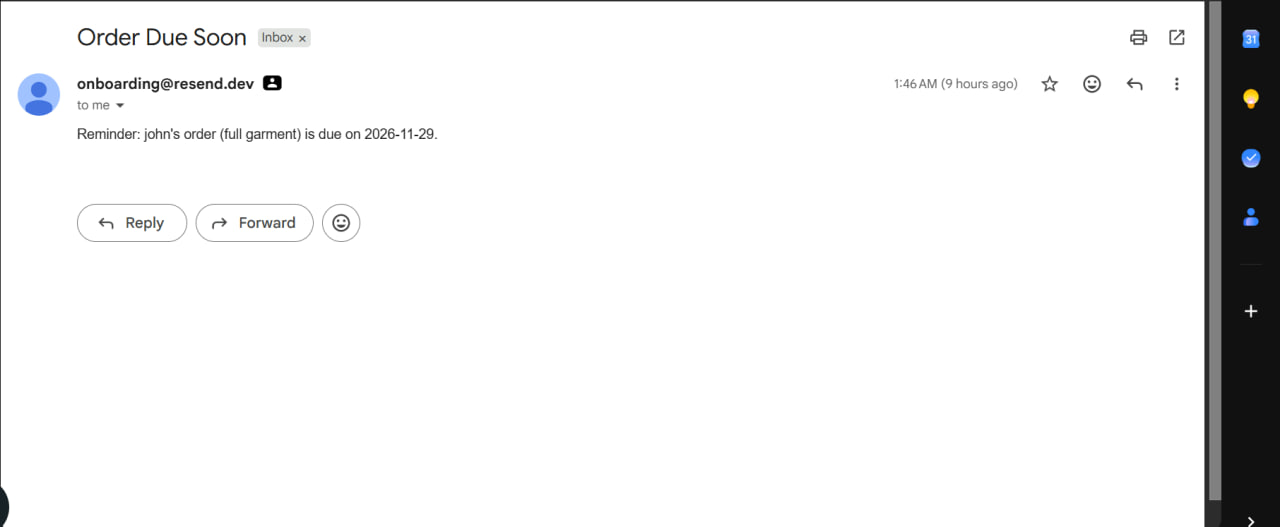 Order Due Soon Inbox ×
31
onboarding@resend.dev 1:46 AM (9 hours ago)
to me
Reminder: john's order (full garment) is due on 2026-11-29.
Reply Forward